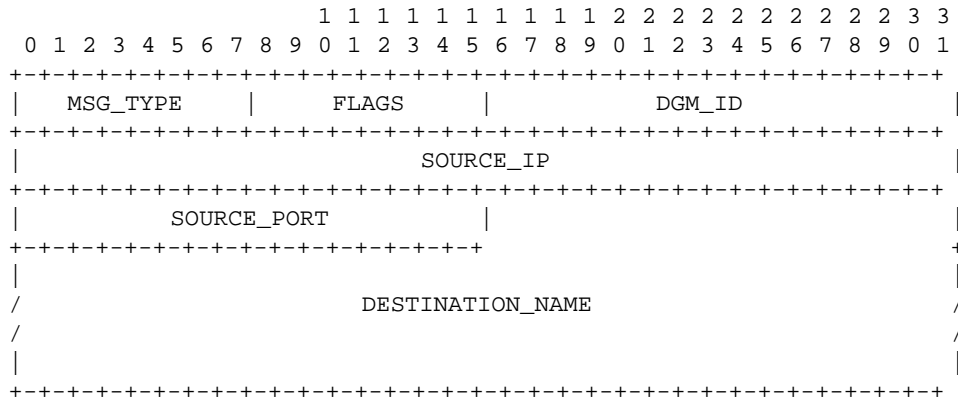 1 1 1 1 1 1 1 1 1 1 2 2 2 2 2 2 2 2 2 2 3 3
0 1 2 3 4 5 6 7 8 9 0 1 2 3 4 5 6 7 8 9 0 1 2 3 4 5 6 7 8 9 0 1
+-+-+-+-+-+-+-+-+-+-+-+-+-+-+-+-+-+-+-+-+-+-+-+-+-+-+-+-+-+-+-+-+
| MSG_TYPE | FLAGS | DGM_ID |
+-+-+-+-+-+-+-+-+-+-+-+-+-+-+-+-+-+-+-+-+-+-+-+-+-+-+-+-+-+-+-+-+
| SOURCE_IP |
+-+-+-+-+-+-+-+-+-+-+-+-+-+-+-+-+-+-+-+-+-+-+-+-+-+-+-+-+-+-+-+-+
| SOURCE_PORT | |
+-+-+-+-+-+-+-+-+-+-+-+-+-+-+-+-+ +
| |
/ DESTINATION_NAME /
/ /
| |
+-+-+-+-+-+-+-+-+-+-+-+-+-+-+-+-+-+-+-+-+-+-+-+-+-+-+-+-+-+-+-+-+